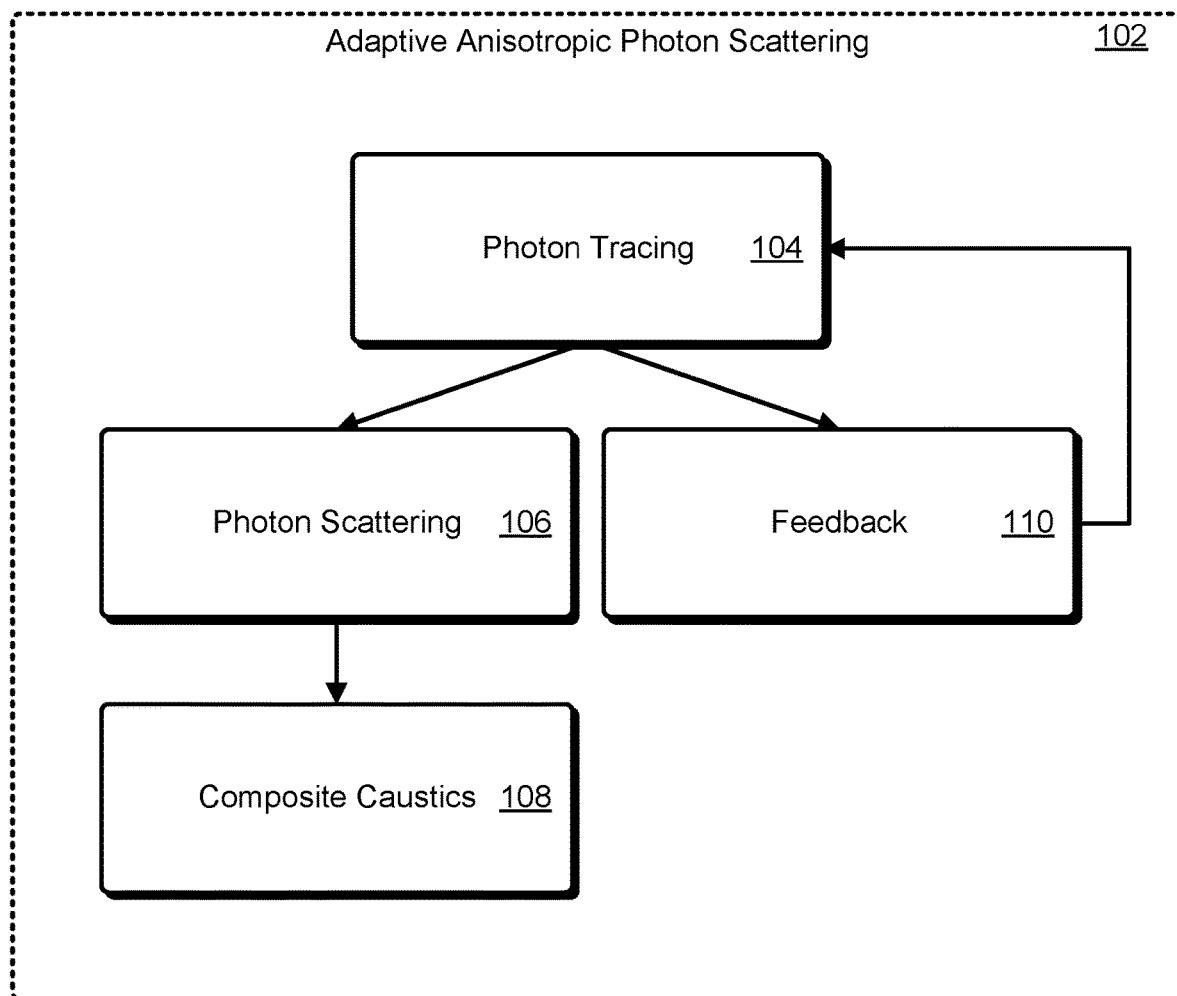 Adaptive Anisotropic Photon Scattering 102
Photon Tracing 104
Photon Scattering 106
Feedback 110
Composite Caustics 108